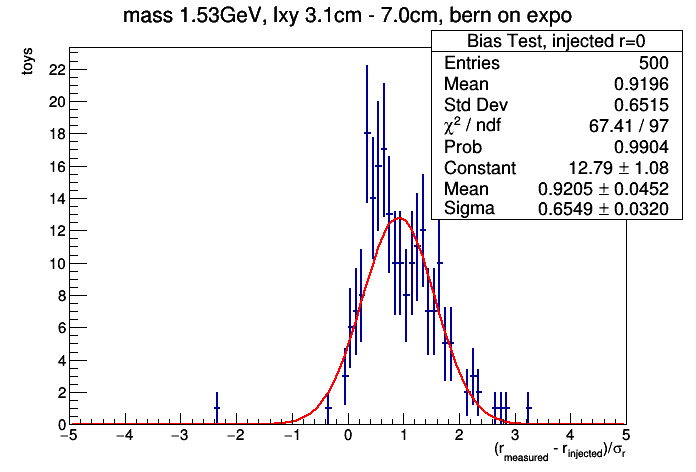 mass 1.53GeV, lxy 3.1cm - 7.0cm, bern on expo
Bias Test, injected r=0
Entries 500
Mean 0.9196
Std Dev 0.6515
χ² / ndf 67.41 / 97
Prob 0.9904
Constant 12.79 ± 1.08
Mean 0.9205 ± 0.0452
Sigma 0.6549 ± 0.0320
toys
22
20
18
16
14
12
10
8
6
4
2
0
−5 −4 −3 −2 −1 0 1 2 3 4 5
(r_measured - r_injected)/σ_r